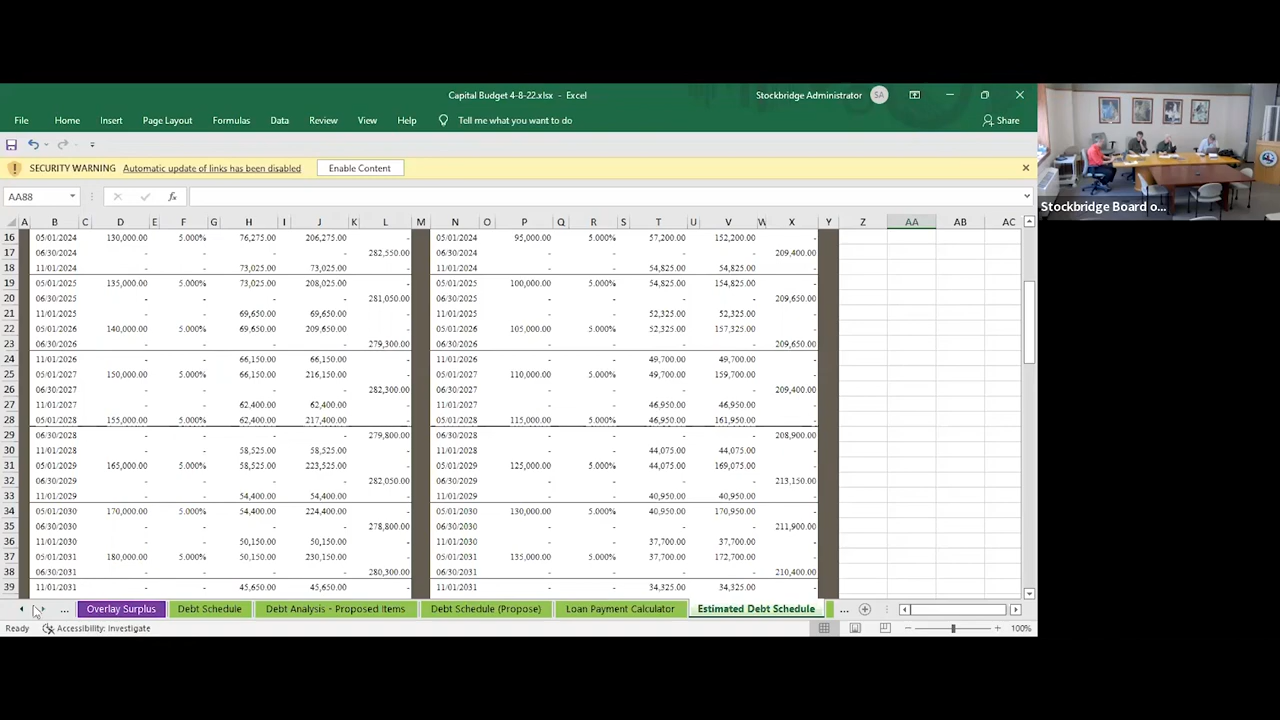 Capital Budget 4-8-22.xlsx - Excel
Stockbridge Administrator SA
File Home Insert Page Layout Formulas Data Review View Help Tell me what you want to do Share
SECURITY WARNING Automatic update of links has been disabled Enable Content
AA88 fx
A B C D E F G H I J K L M N O P Q R S T U V W X Y Z AA AB AC
16 05/01/2024 130,000.00 5.000% 76,275.00 206,275.00 - 05/01/2024 95,000.00 5.000% 57,200.00 152,200.00 -
17 06/30/2024 - - - - 282,550.00 06/30/2024 - - - - 209,400.00
18 11/01/2024 - - 73,025.00 73,025.00 - 11/01/2024 - - 54,825.00 54,825.00 -
19 05/01/2025 135,000.00 5.000% 73,025.00 208,025.00 - 05/01/2025 100,000.00 5.000% 54,825.00 154,825.00 -
20 06/30/2025 - - - - 281,050.00 06/30/2025 - - - - 209,650.00
21 11/01/2025 - - 69,650.00 69,650.00 - 11/01/2025 - - 52,325.00 52,325.00 -
22 05/01/2026 140,000.00 5.000% 69,650.00 209,650.00 - 05/01/2026 105,000.00 5.000% 52,325.00 157,325.00 -
23 06/30/2026 - - - - 279,300.00 06/30/2026 - - - - 209,650.00
24 11/01/2026 - - 66,150.00 66,150.00 - 11/01/2026 - - 49,700.00 49,700.00 -
25 05/01/2027 150,000.00 5.000% 66,150.00 216,150.00 - 05/01/2027 110,000.00 5.000% 49,700.00 159,700.00 -
26 06/30/2027 - - - - 282,300.00 06/30/2027 - - - - 209,400.00
27 11/01/2027 - - 62,400.00 62,400.00 - 11/01/2027 - - 46,950.00 46,950.00 -
28 05/01/2028 155,000.00 5.000% 62,400.00 217,400.00 - 05/01/2028 115,000.00 5.000% 46,950.00 161,950.00 -
29 06/30/2028 - - - - 279,800.00 06/30/2028 - - - - 208,900.00
30 11/01/2028 - - 58,525.00 58,525.00 - 11/01/2028 - - 44,075.00 44,075.00 -
31 05/01/2029 165,000.00 5.000% 58,525.00 223,525.00 - 05/01/2029 125,000.00 5.000% 44,075.00 169,075.00 -
32 06/30/2029 - - - - 282,050.00 06/30/2029 - - - - 213,150.00
33 11/01/2029 - - 54,400.00 54,400.00 - 11/01/2029 - - 40,950.00 40,950.00 -
34 05/01/2030 170,000.00 5.000% 54,400.00 224,400.00 - 05/01/2030 130,000.00 5.000% 40,950.00 170,950.00 -
35 06/30/2030 - - - - 278,800.00 06/30/2030 - - - - 211,900.00
36 11/01/2030 - - 50,150.00 50,150.00 - 11/01/2030 - - 37,700.00 37,700.00 -
37 05/01/2031 180,000.00 5.000% 50,150.00 230,150.00 - 05/01/2031 135,000.00 5.000% 37,700.00 172,700.00 -
38 06/30/2031 - - - - 280,300.00 06/30/2031 - - - - 210,400.00
39 11/01/2031 - - 45,650.00 45,650.00 - 11/01/2031 - - 34,325.00 34,325.00 -
... Overlay Surplus Debt Schedule Debt Analysis - Proposed Items Debt Schedule (Propose) Loan Payment Calculator Estimated Debt Schedule ...
Ready Accessibility: Investigate 100%
Stockbridge Board o...